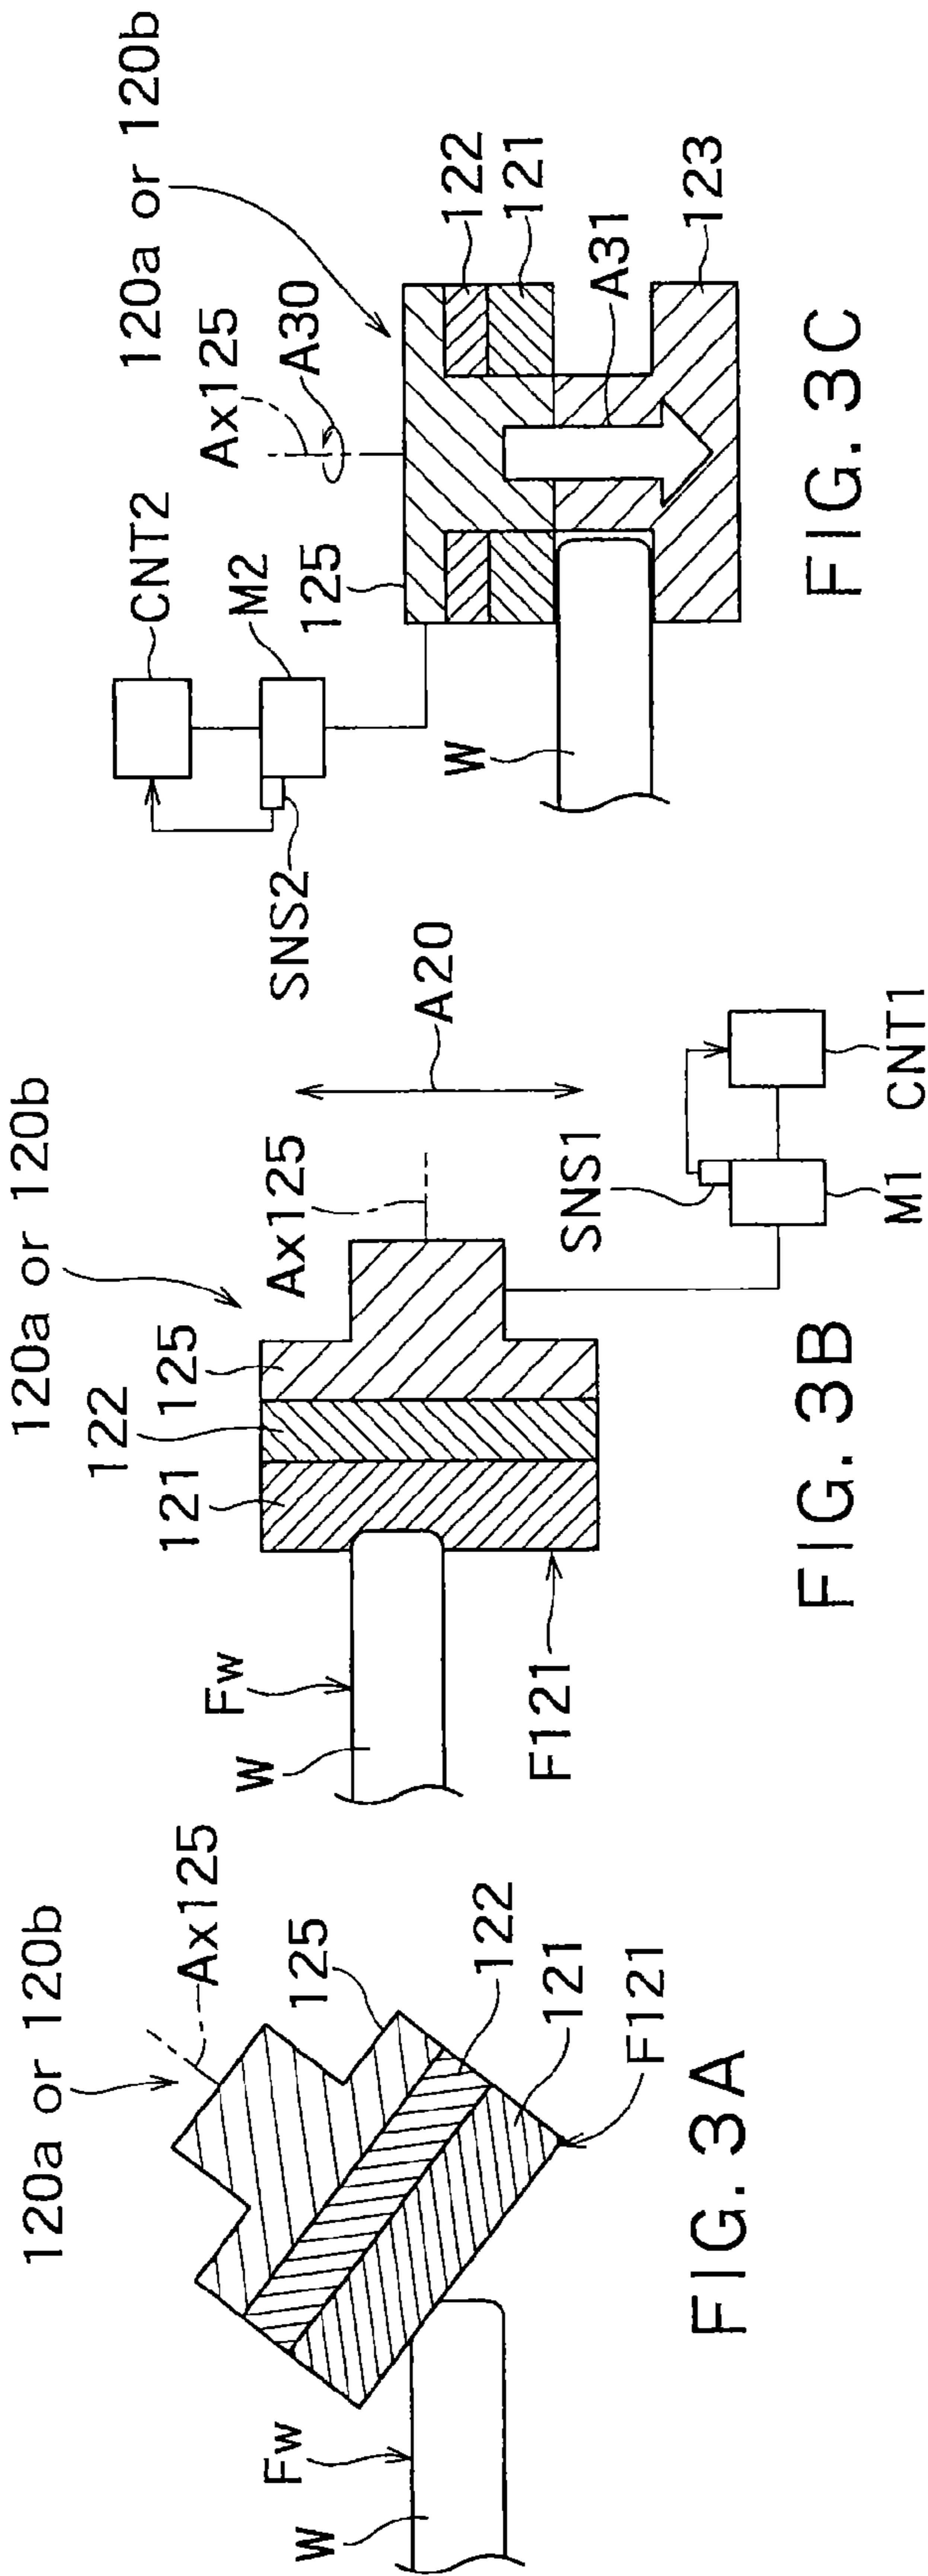 120a or 120b
Ax125
125
122
121
F121
Fw
W
FIG. 3A
120a or 120b
122
125
121
Ax125
A20
Fw
W
F121
SNS1
M1
CNT1
FIG. 3B
120a or 120b
CNT2
Ax125
A30
M2
125
122
121
SNS2
W
A31
123
FIG. 3C